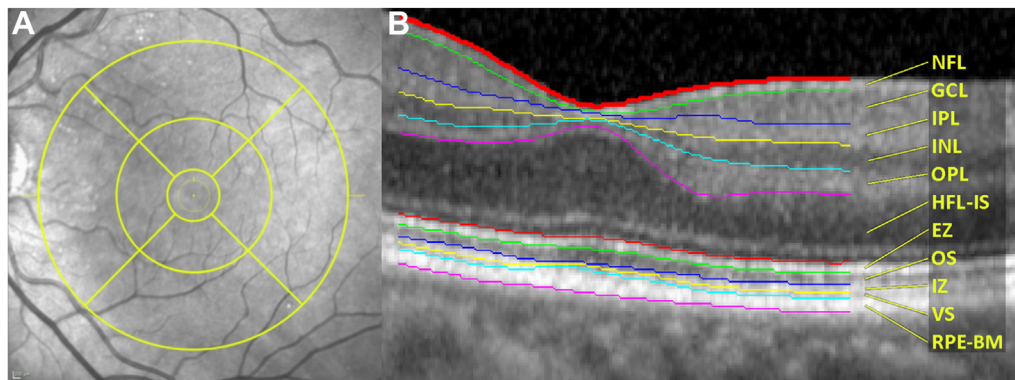 A
B
NFL
GCL
IPL
INL
OPL
HFL-IS
EZ
OS
IZ
VS
RPE-BM